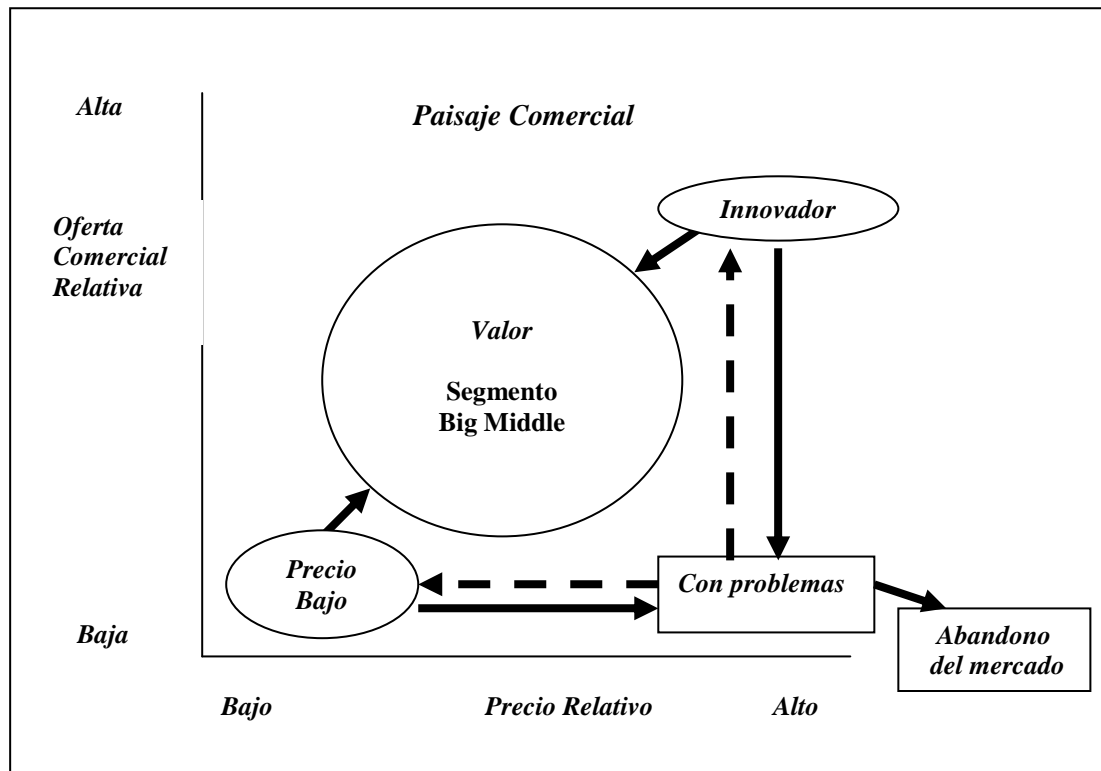 Alta
Paisaje Comercial
Innovador
Oferta
Comercial
Relativa
Valor
Segmento
Big Middle
Precio
Bajo
Con problemas
Baja
Abandono
del mercado
Bajo
Precio Relativo
Alto